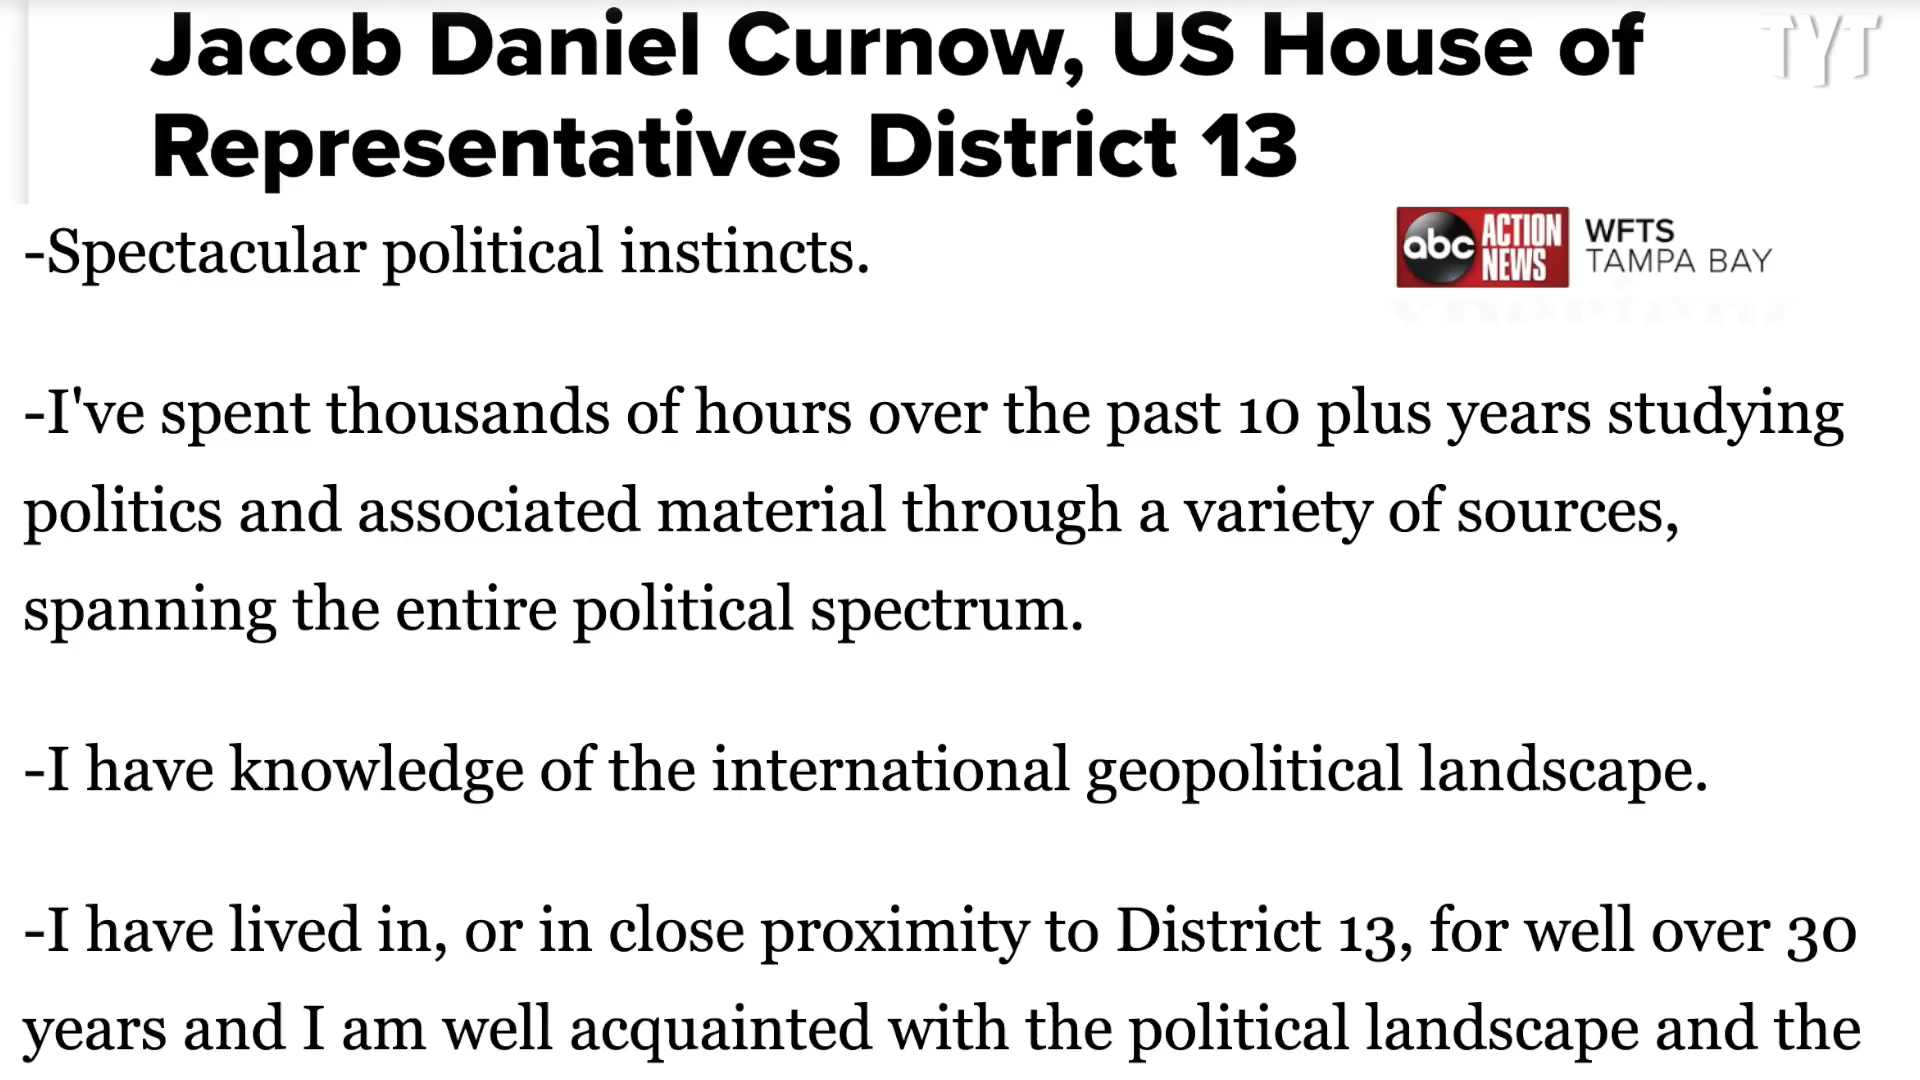 Jacob Daniel Curnow, US House of
Representatives District 13
TYT
abc ACTION NEWS
WFTS
TAMPA BAY
-Spectacular political instincts.
-I've spent thousands of hours over the past 10 plus years studying
politics and associated material through a variety of sources,
spanning the entire political spectrum.
-I have knowledge of the international geopolitical landscape.
-I have lived in, or in close proximity to District 13, for well over 30
years and I am well acquainted with the political landscape and the